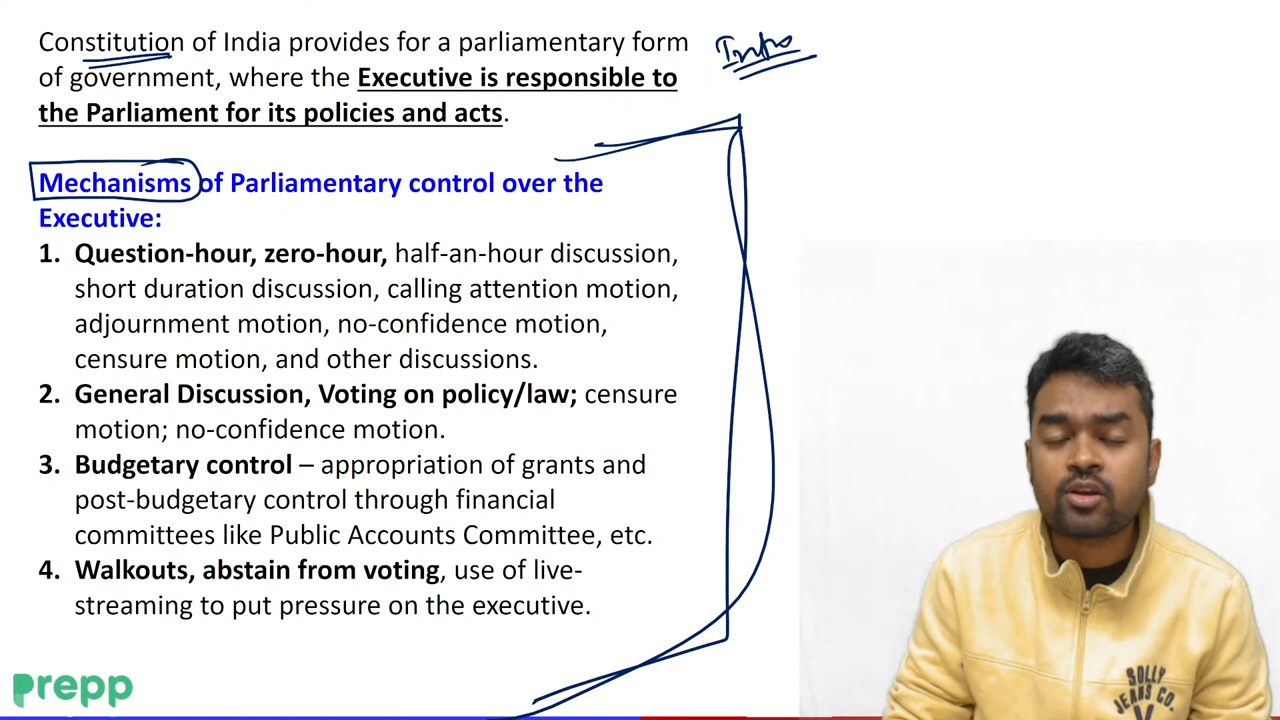 Constitution of India provides for a parliamentary form
of government, where the Executive is responsible to
the Parliament for its policies and acts.
Intro
Mechanisms of Parliamentary control over the
Executive:
1. Question-hour, zero-hour, half-an-hour discussion,
short duration discussion, calling attention motion,
adjournment motion, no-confidence motion,
censure motion, and other discussions.
2. General Discussion, Voting on policy/law; censure
motion; no-confidence motion.
3. Budgetary control – appropriation of grants and
post-budgetary control through financial
committees like Public Accounts Committee, etc.
4. Walkouts, abstain from voting, use of live-
streaming to put pressure on the executive.
prepp
SOLLY
JEANS CO.